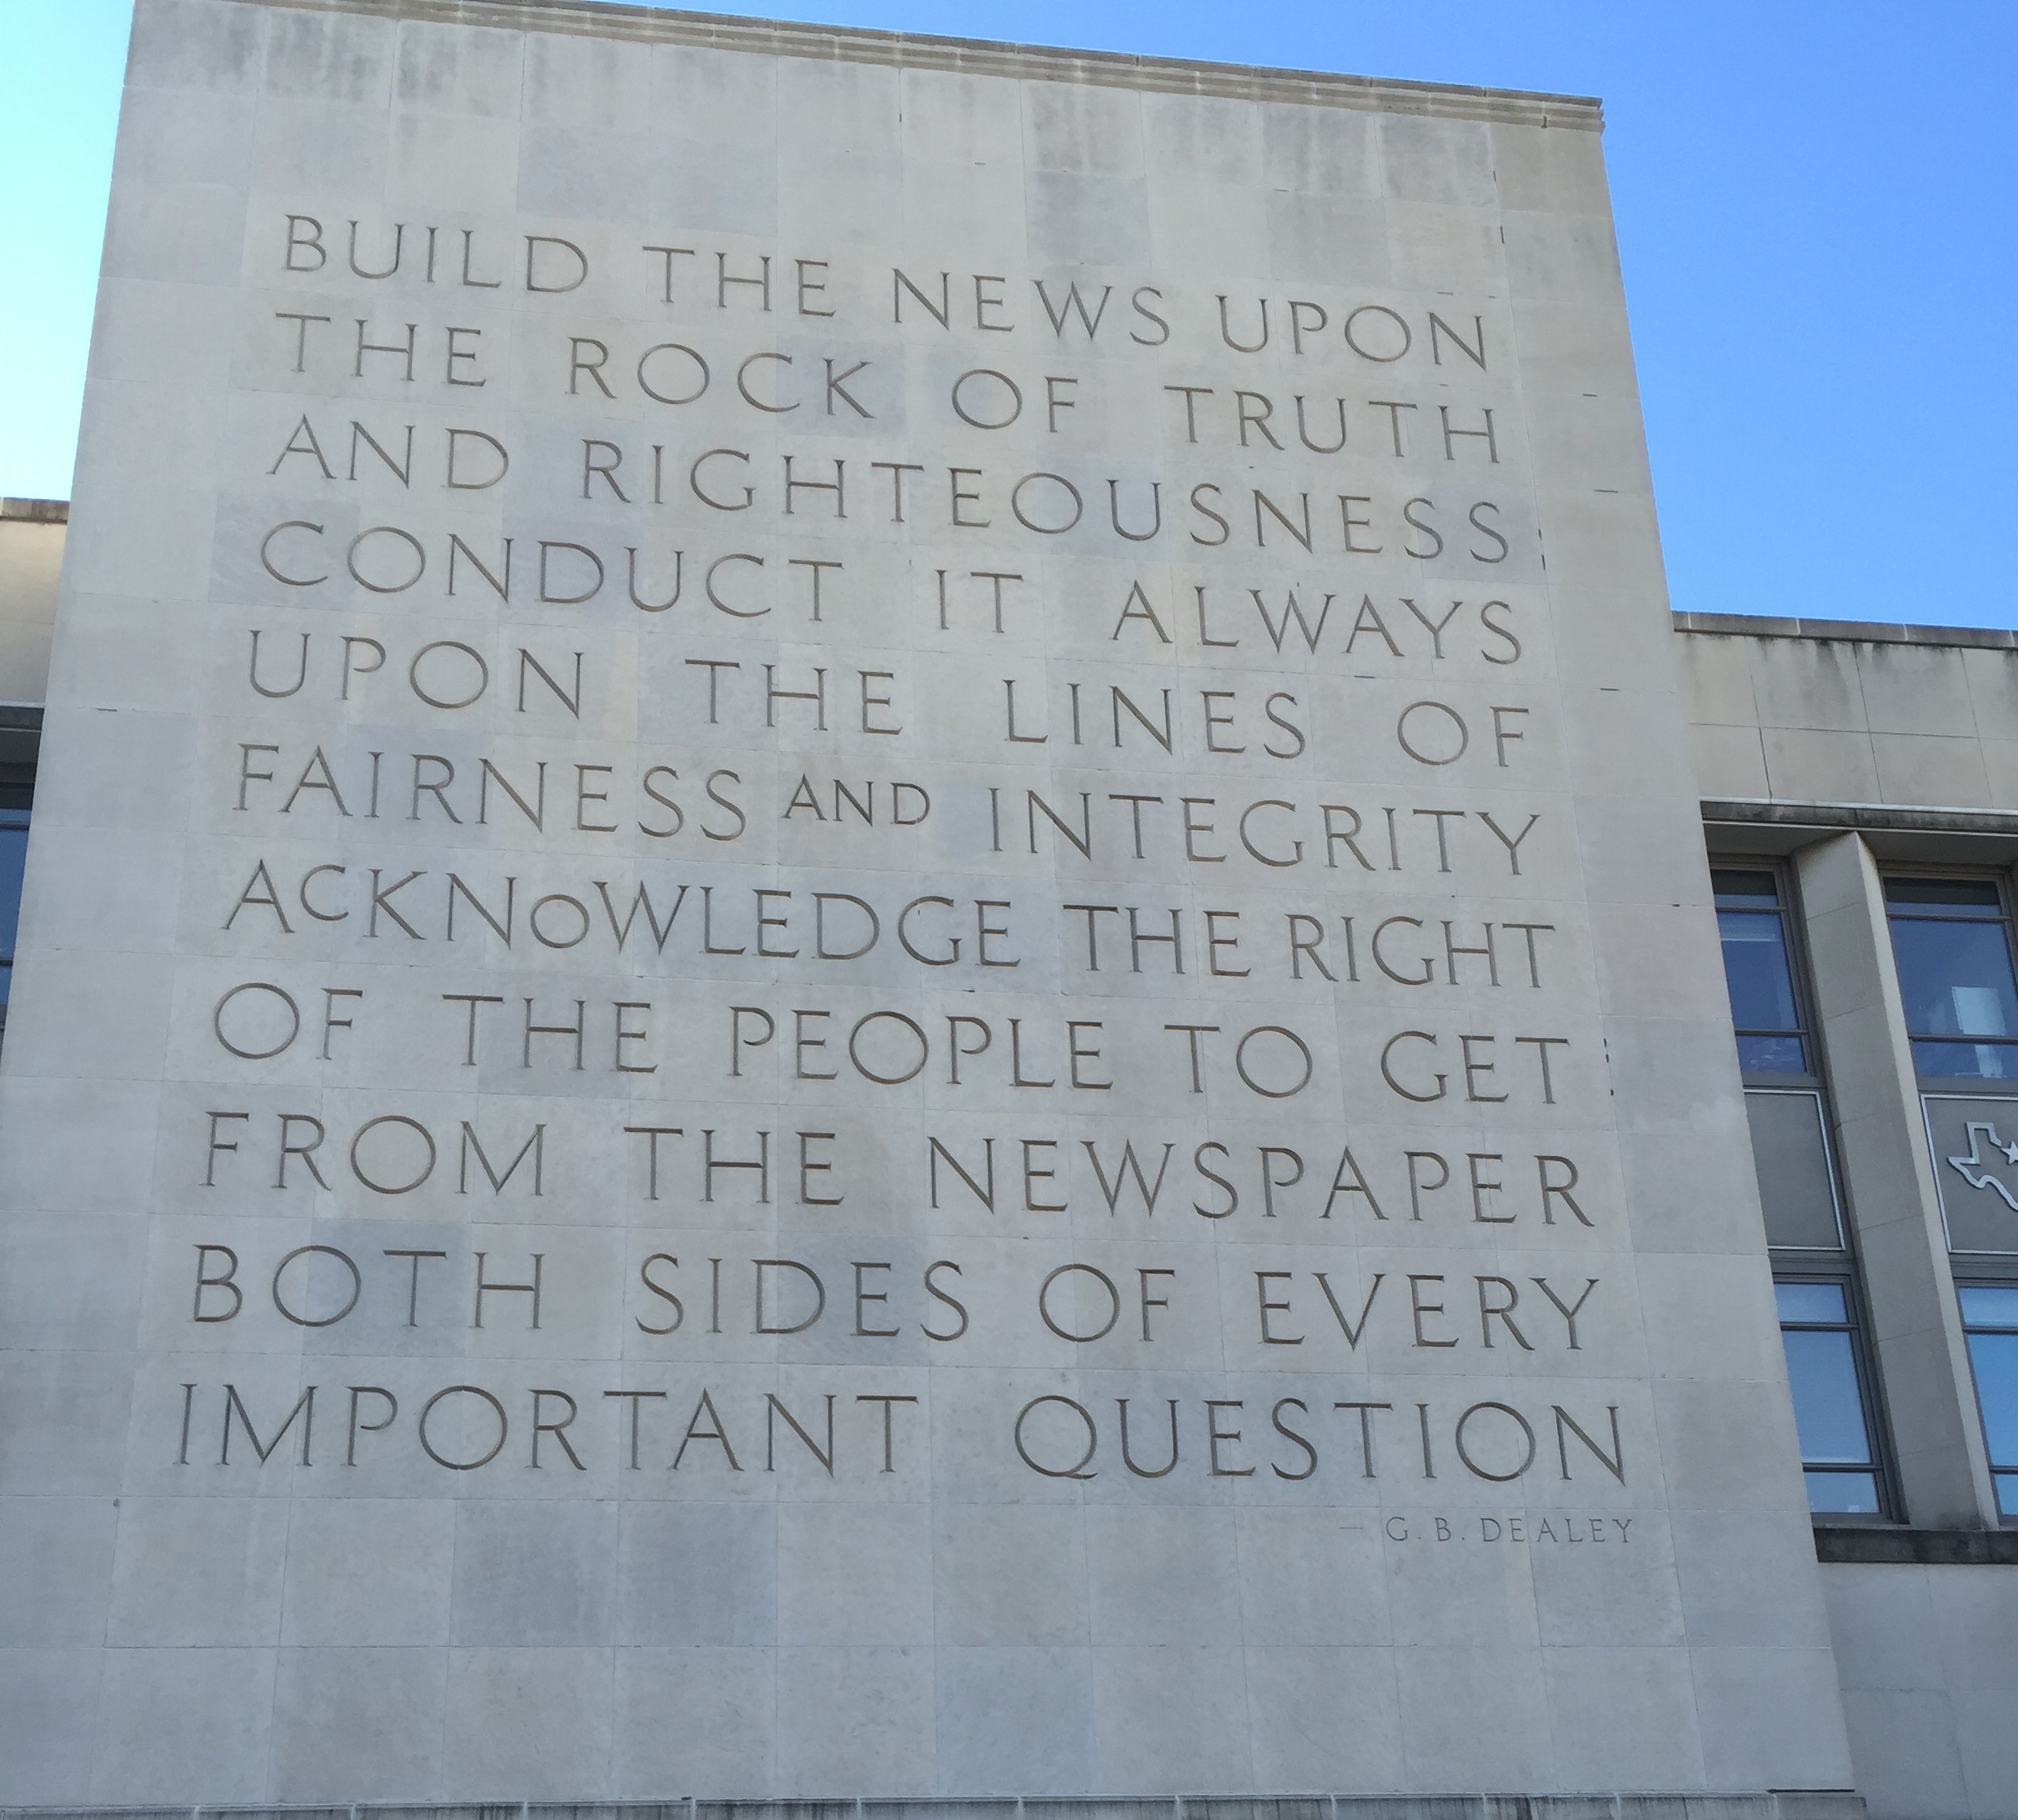 BUILD THE NEWS UPON
THE ROCK OF TRUTH
AND RIGHTEOUSNESS
CONDUCT IT ALWAYS
UPON THE LINES OF
FAIRNESS AND INTEGRITY
ACKNOWLEDGE THE RIGHT
OF THE PEOPLE TO GET
FROM THE NEWSPAPER
BOTH SIDES OF EVERY
IMPORTANT QUESTION
— G. B. DEALEY